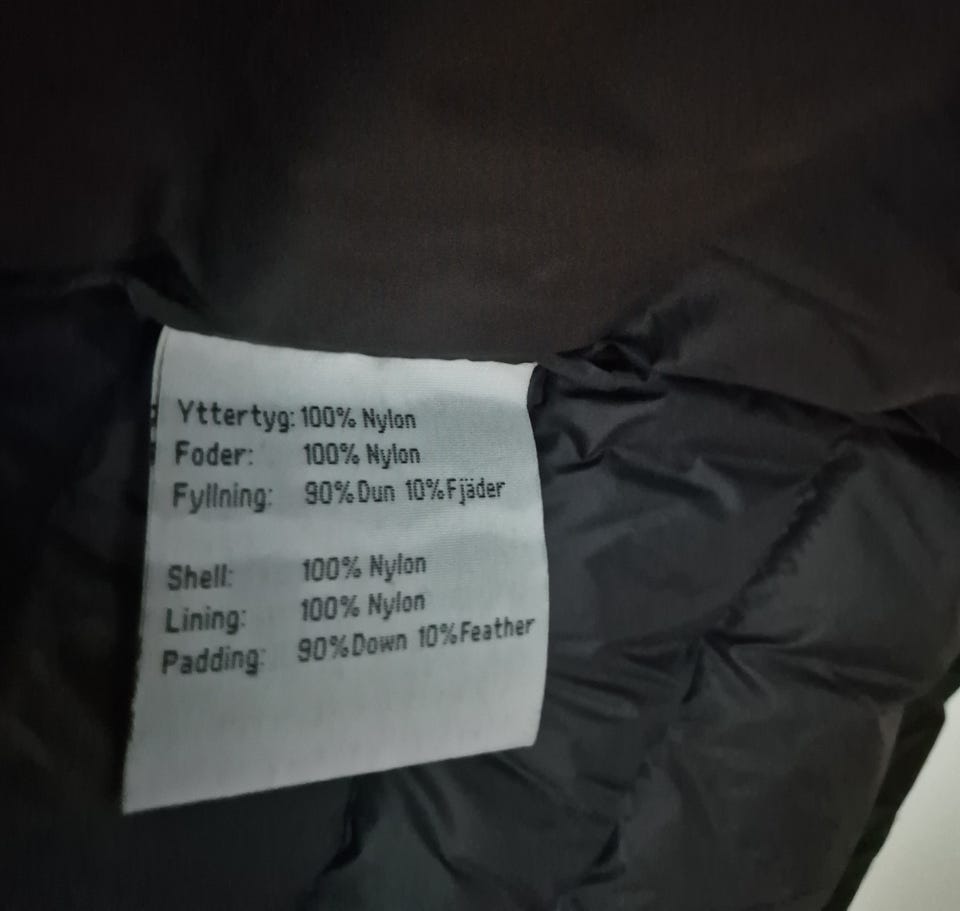 Yttertyg: 100% Nylon
Foder: 100% Nylon
Fyllning: 90% Dun 10% Fjäder
Shell: 100% Nylon
Lining: 100% Nylon
Padding: 90% Down 10% Feather